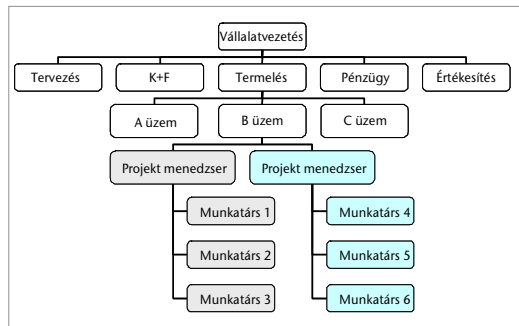 Vállalatvezetés
Tervezés K+F Termelés Pénzügy Értékesítés
A üzem B üzem C üzem
Projekt menedzser Projekt menedzser
Munkatárs 1 Munkatárs 4
Munkatárs 2 Munkatárs 5
Munkatárs 3 Munkatárs 6